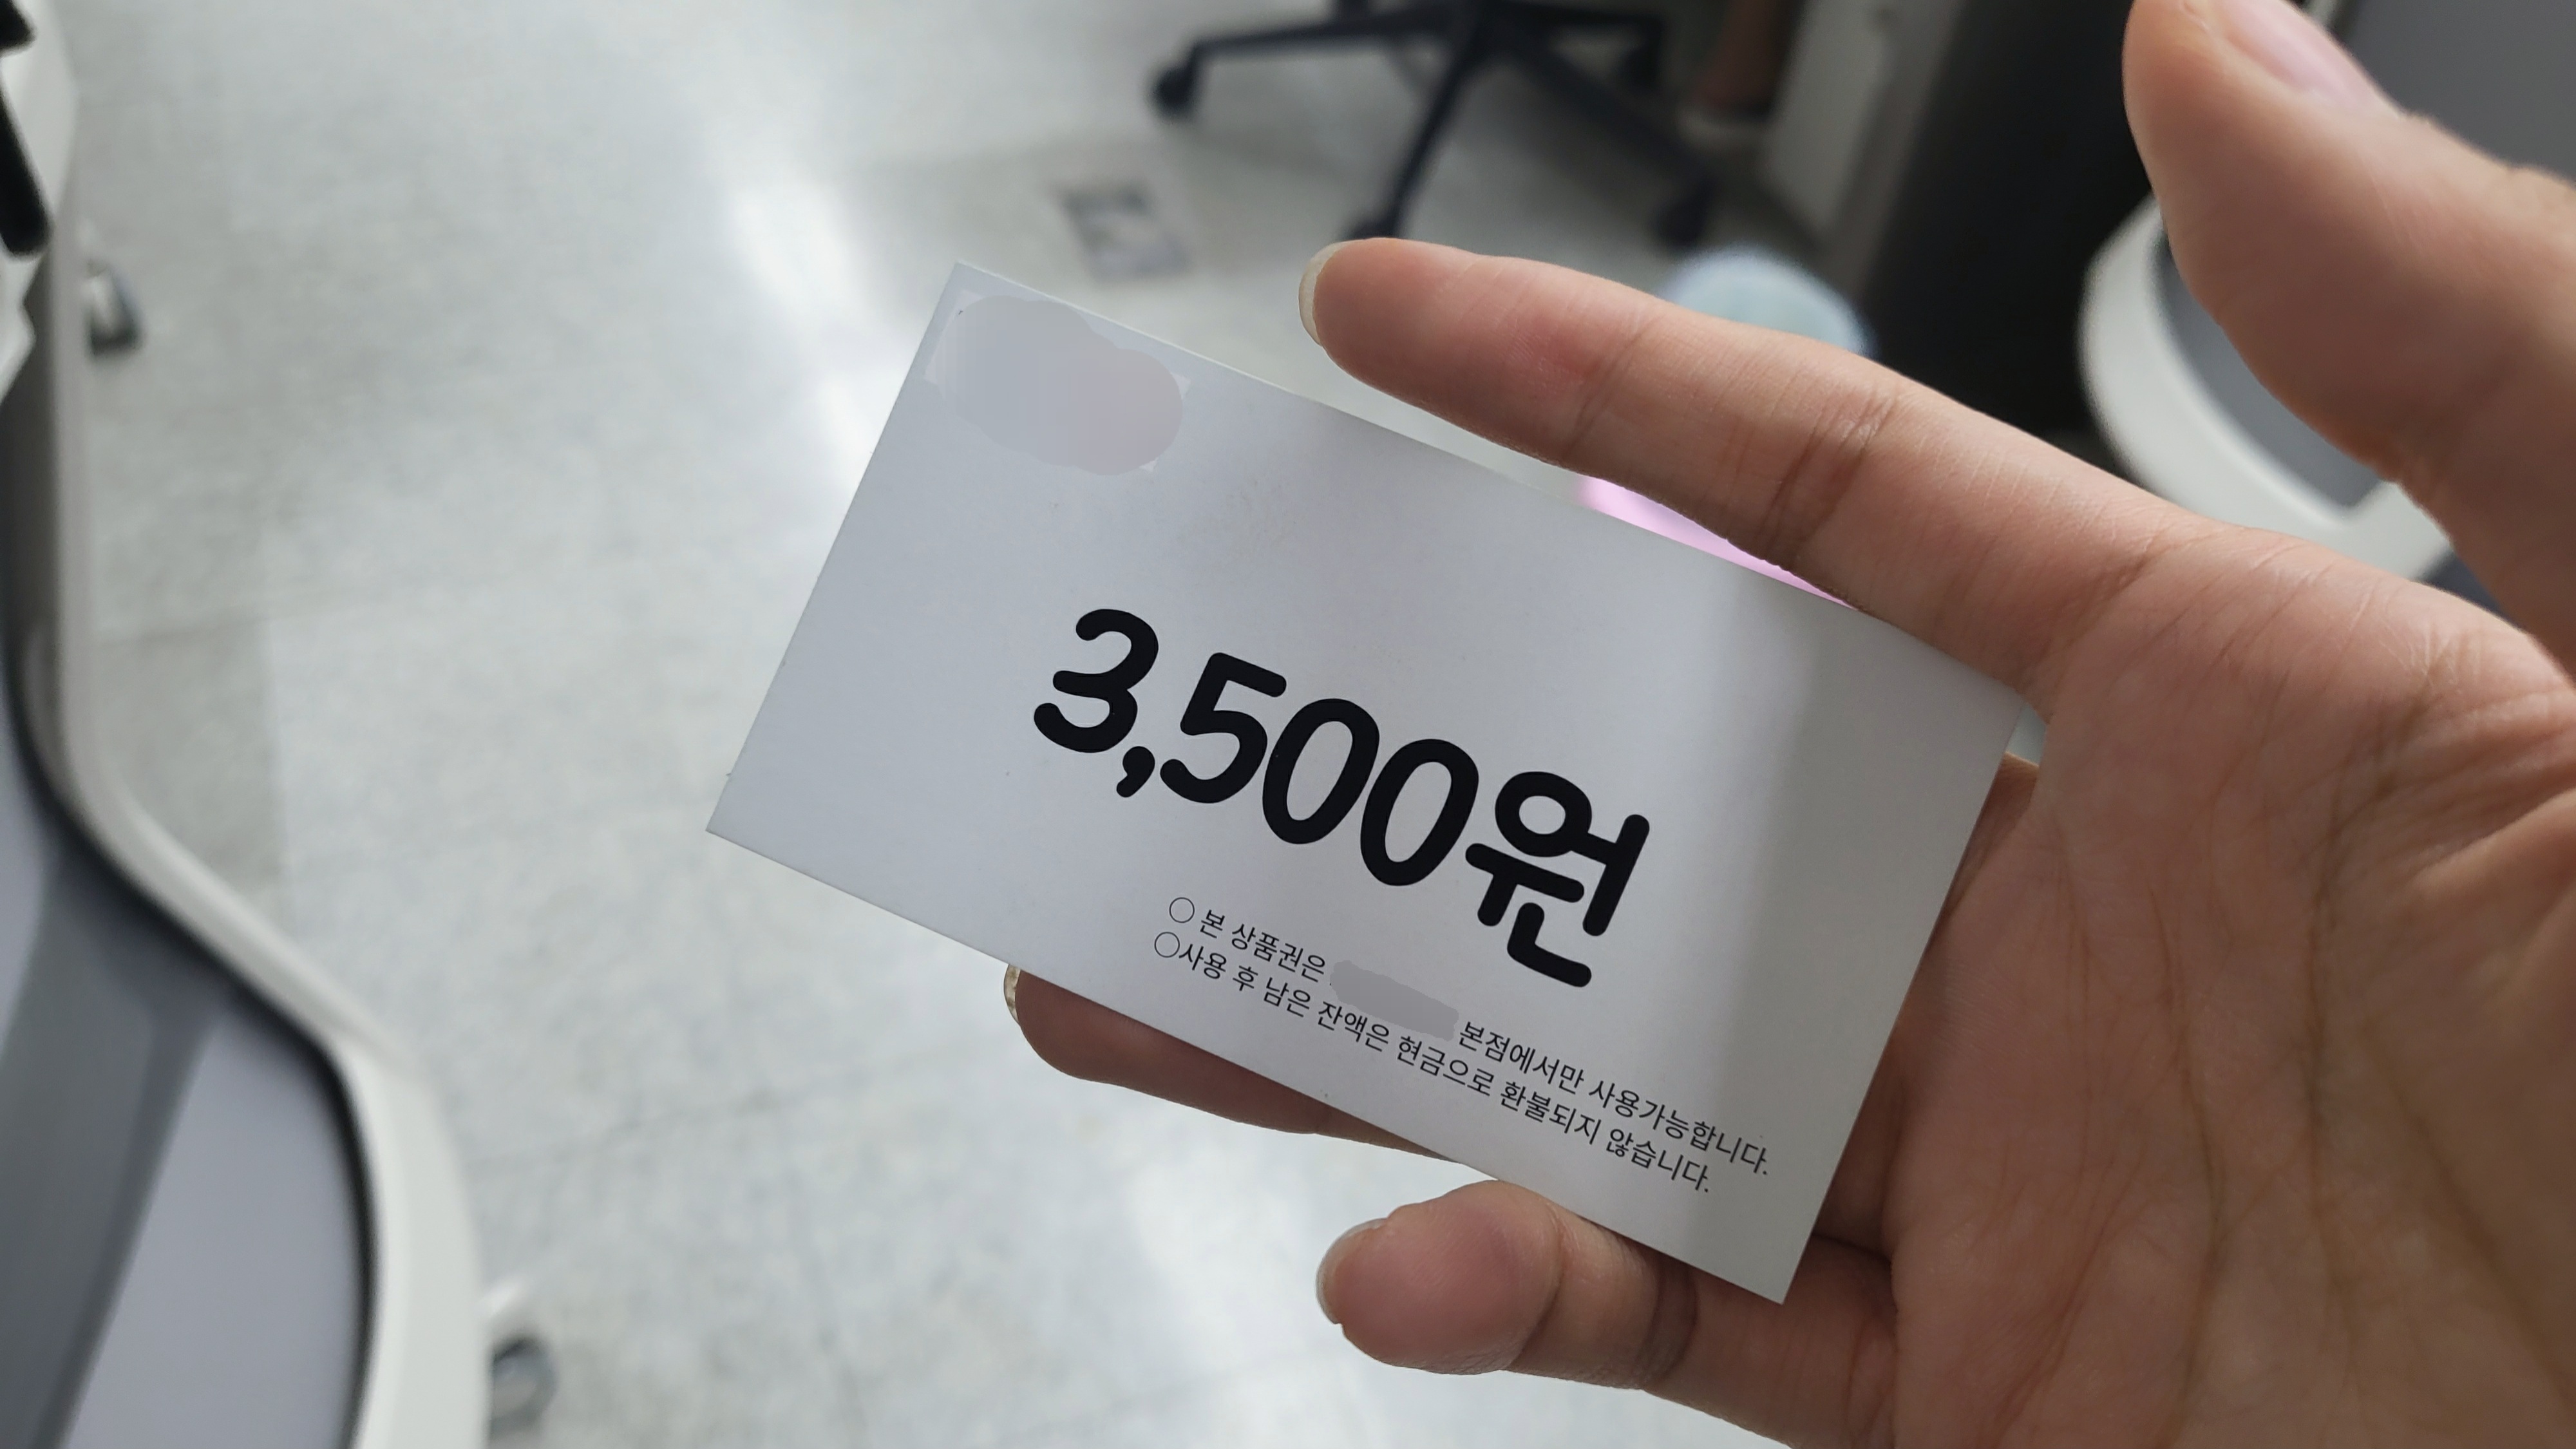 3,500원
○ 본 상품권은 본점에서만 사용가능합니다.
○사용 후 남은 잔액은 현금으로 환불되지 않습니다.